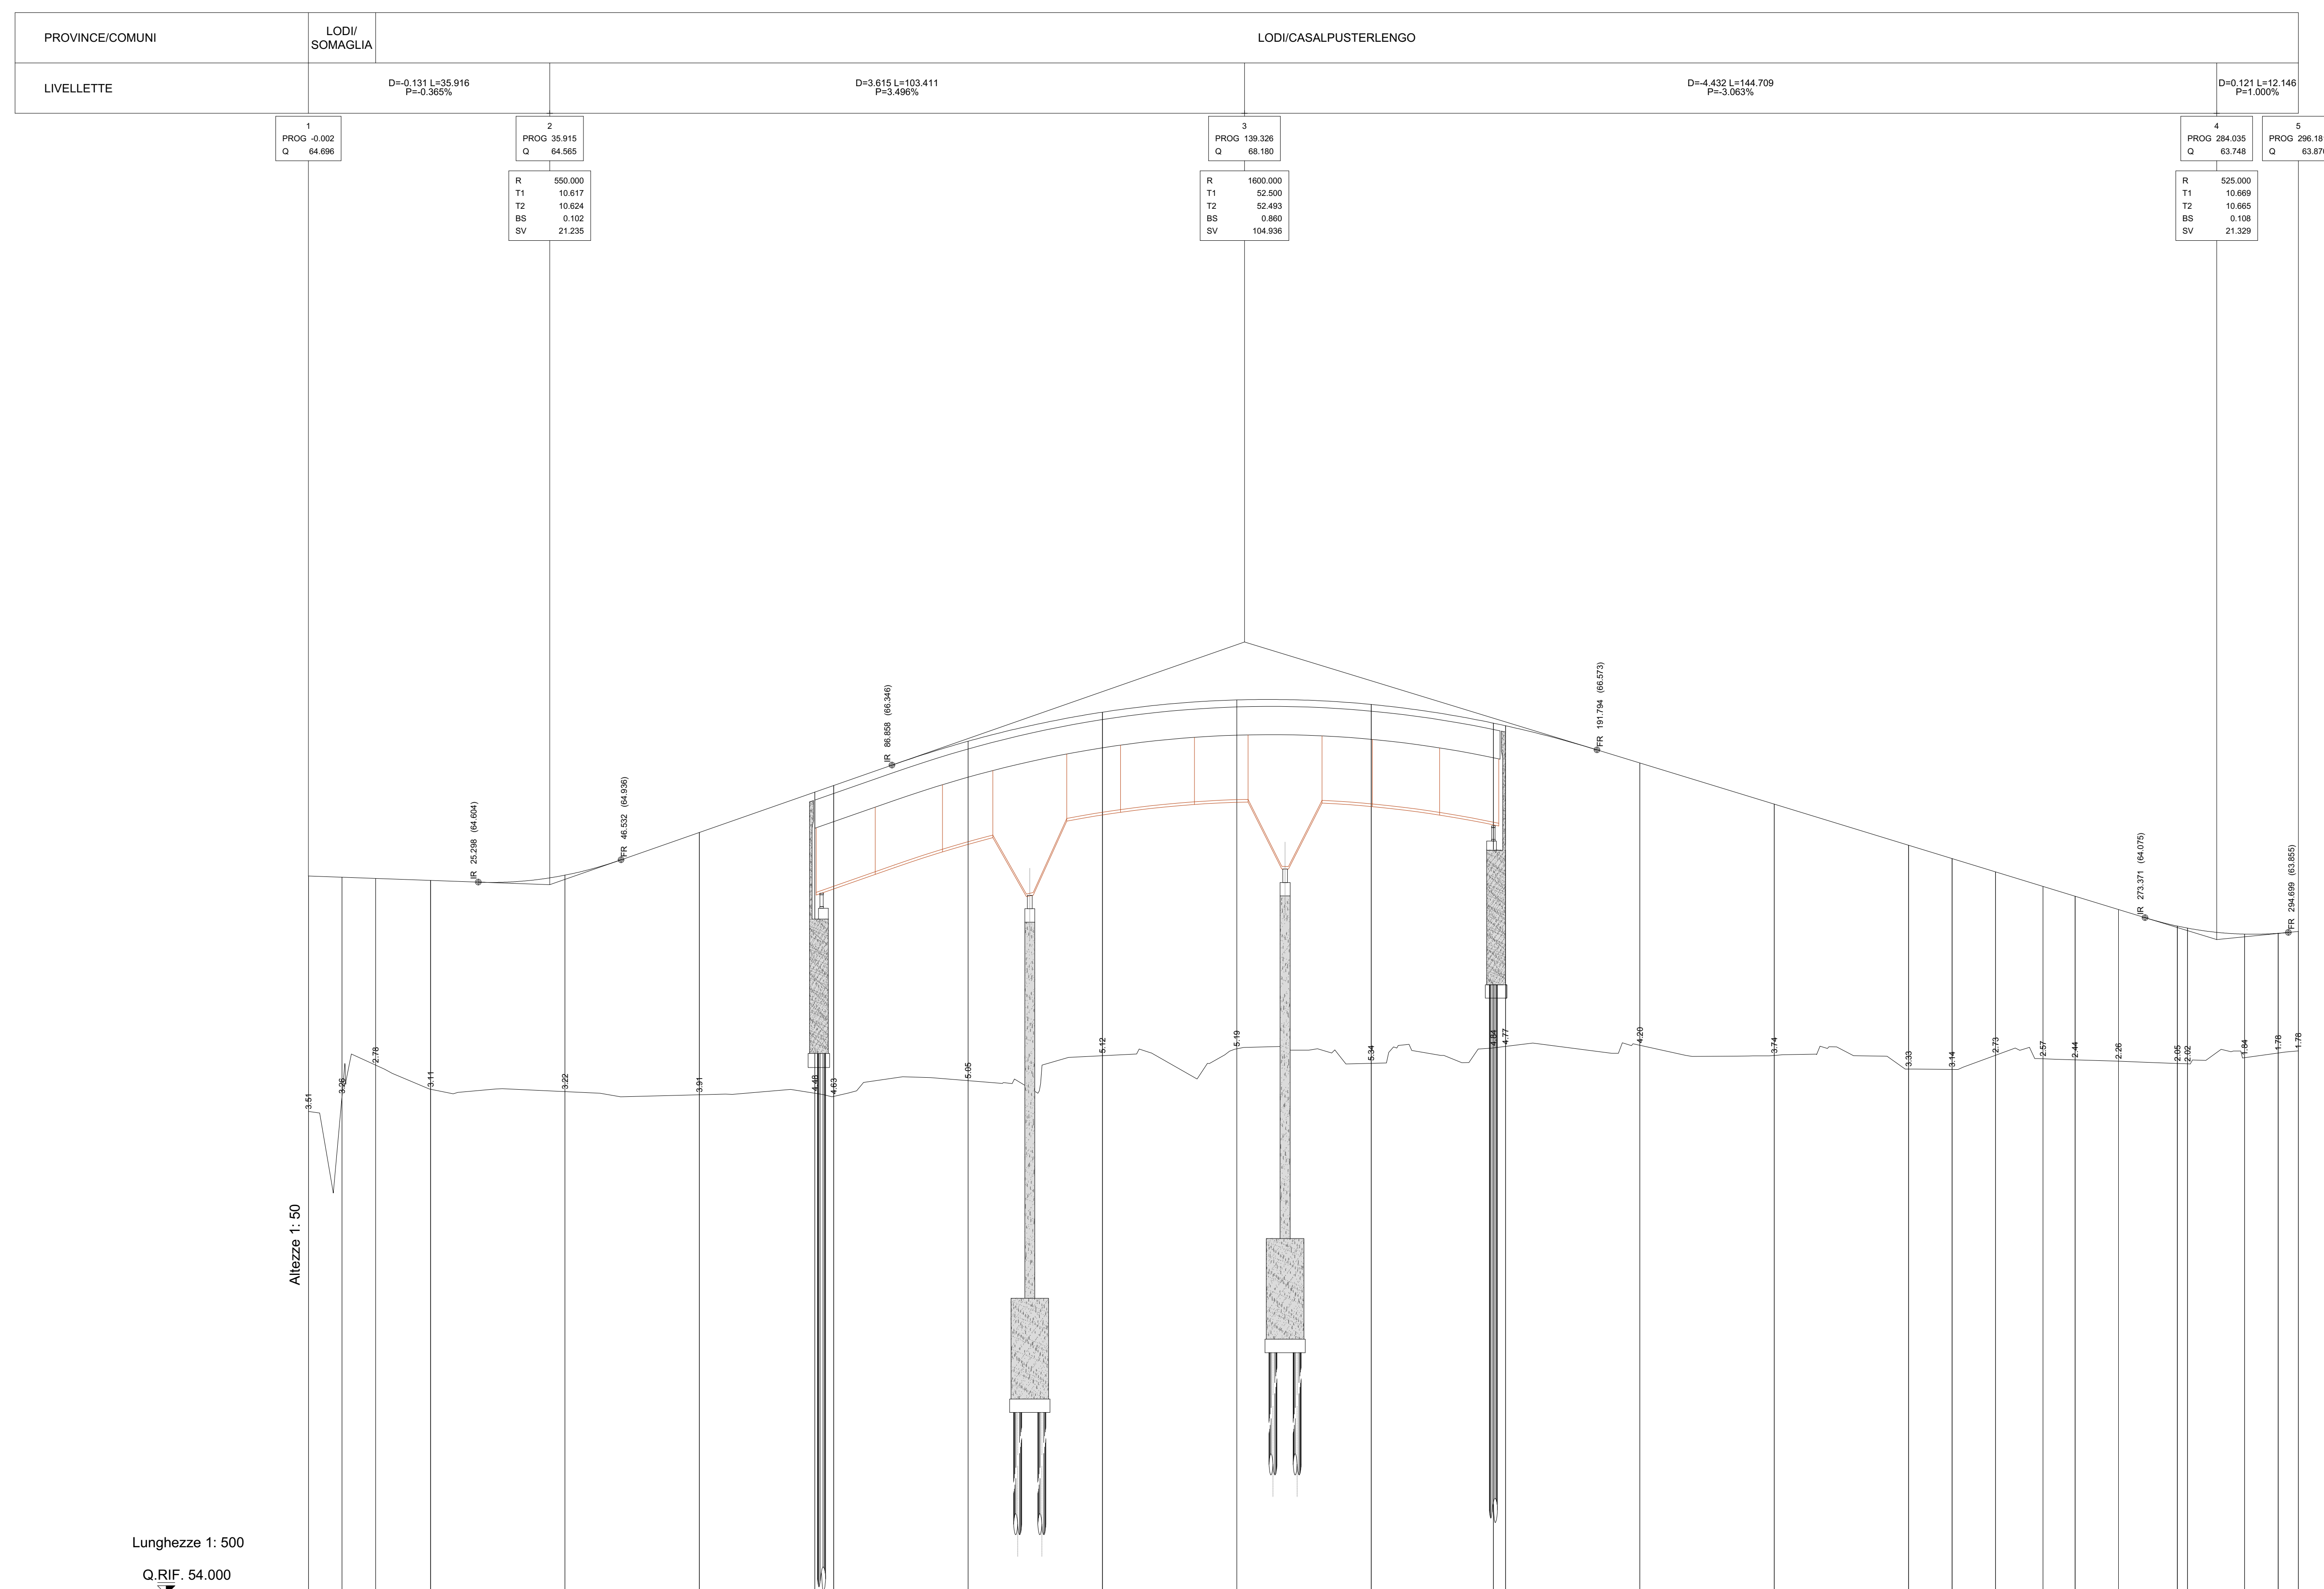 PROVINCE/COMUNI
LODI/
SOMAGLIA
LODI/CASALPUSTERLENGO
LIVELLETTE
D=-0.131 L=35.916
P=-0.365%
D=3.615 L=103.411
P=3.496%
D=-4.432 L=144.709
P=-3.063%
D=0.121 L=12.146
P=1.000%
1
PROG -0.002
Q 64.696
2
PROG 35.915
Q 64.565
3
PROG 139.326
Q 68.180
4
PROG 284.035
Q 63.748
5
PROG 296.18
Q 63.87
R 550.000
T1 10.617
T2 10.624
BS 0.102
SV 21.235
R 1600.000
T1 52.500
T2 52.493
BS 0.860
SV 104.936
R 525.000
T1 10.669
T2 10.665
BS 0.108
SV 21.329
IR 25.298 (64.604)
FR 46.532 (64.936)
IR 86.858 (66.346)
FR 191.794 (66.573)
IR 273.371 (64.075)
FR 294.699 (63.855)
3.51
3.26
2.78
3.11
3.22
3.91
4.48
4.63
5.05
5.12
5.19
5.34
4.84
4.77
4.20
3.74
3.33
3.14
2.73
2.57
2.44
2.26
2.05
2.02
1.84
1.78
1.78
Altezze 1: 50
Lunghezze 1: 500
Q.RIF. 54.000